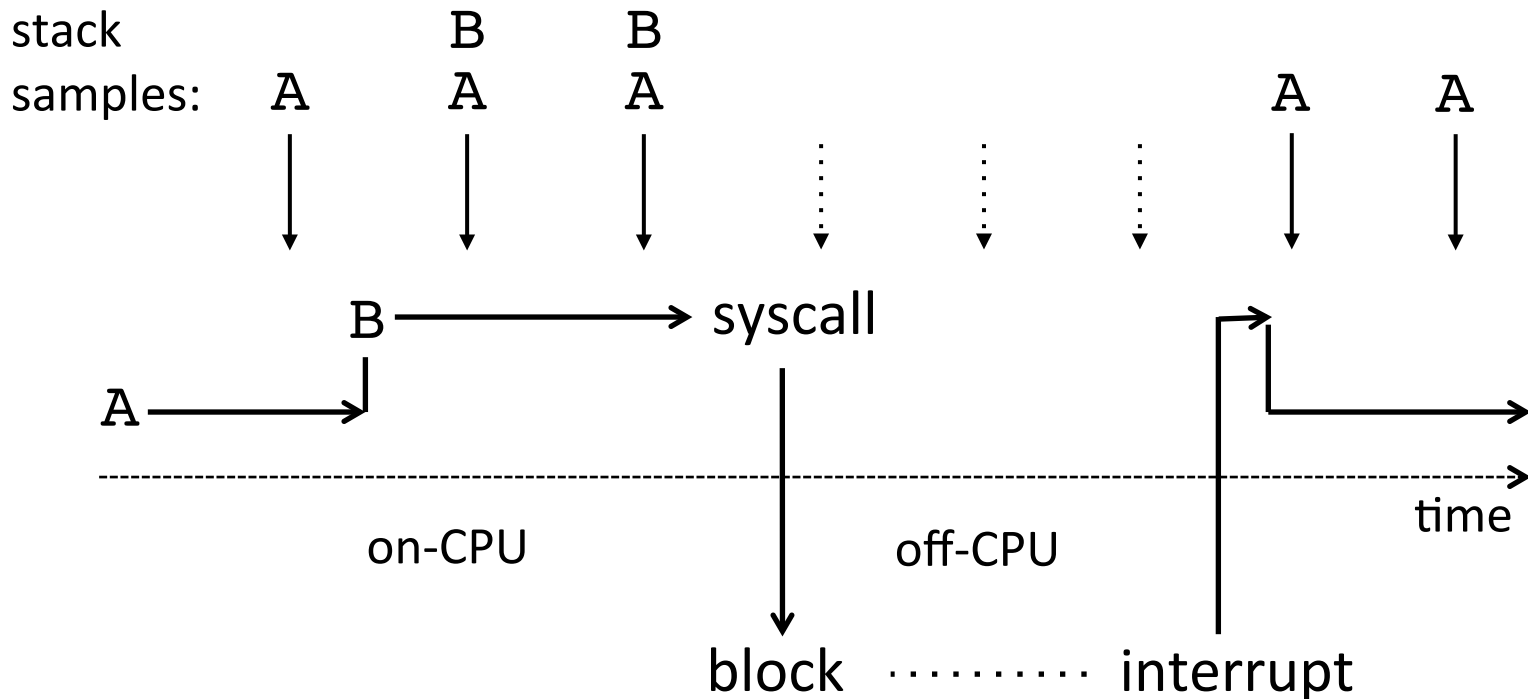 stack B B
samples: A A A A A
B syscall
A
time
on-CPU off-CPU
block interrupt